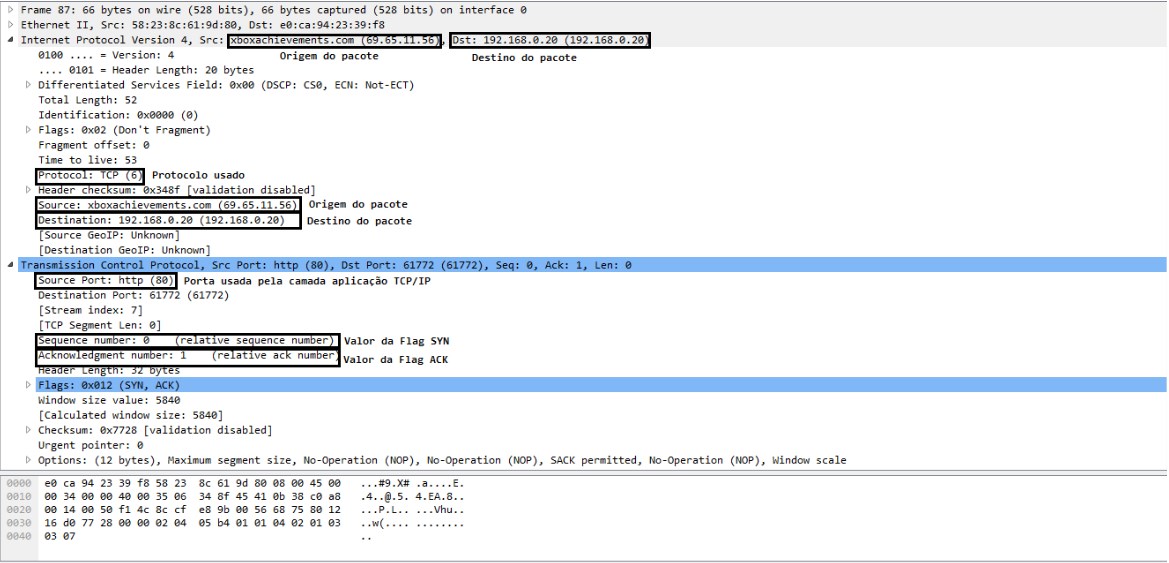 Frame 87: 66 bytes on wire (528 bits), 66 bytes captured (528 bits) on interface 0
Ethernet II, Src: 58:23:8c:61:9d:80, Dst: e0:ca:94:23:39:f8
Internet Protocol Version 4, Src: xboxachievements.com (69.65.11.56), Dst: 192.168.0.20 (192.168.0.20)
0100 .... = Version: 4 Origem do pacote Destino do pacote
.... 0101 = Header Length: 20 bytes
Differentiated Services Field: 0x00 (DSCP: CS0, ECN: Not-ECT)
Total Length: 52
Identification: 0x0000 (0)
Flags: 0x02 (Don't Fragment)
Fragment offset: 0
Time to live: 53
Protocol: TCP (6) Protocolo usado
Header checksum: 0x348f [validation disabled]
Source: xboxachievements.com (69.65.11.56) Origem do pacote
Destination: 192.168.0.20 (192.168.0.20) Destino do pacote
[Source GeoIP: Unknown]
[Destination GeoIP: Unknown]
Transmission Control Protocol, Src Port: http (80), Dst Port: 61772 (61772), Seq: 0, Ack: 1, Len: 0
Source Port: http (80) Porta usada pela camada aplicação TCP/IP
Destination Port: 61772 (61772)
[Stream index: 7]
[TCP Segment Len: 0]
Sequence number: 0 (relative sequence number) Valor da Flag SYN
Acknowledgment number: 1 (relative ack number) Valor da Flag ACK
Header Length: 32 bytes
Flags: 0x012 (SYN, ACK)
Window size value: 5840
[Calculated window size: 5840]
Checksum: 0x7728 [validation disabled]
Urgent pointer: 0
Options: (12 bytes), Maximum segment size, No-Operation (NOP), No-Operation (NOP), SACK permitted, No-Operation (NOP), Window scale
0000 e0 ca 94 23 39 f8 58 23 8c 61 9d 80 08 00 45 00 ...#9.X# .a....E.
0010 00 34 00 00 40 00 35 06 34 8f 45 41 0b 38 c0 a8 .4..@.5. 4.EA.8..
0020 00 14 00 50 f1 4c 8c cf e8 9b 00 56 68 75 80 12 ...P.L.. ...Vhu..
0030 16 d0 77 28 00 00 02 04 05 b4 01 01 04 02 01 03 ..w(.... ........
0040 03 07 ..